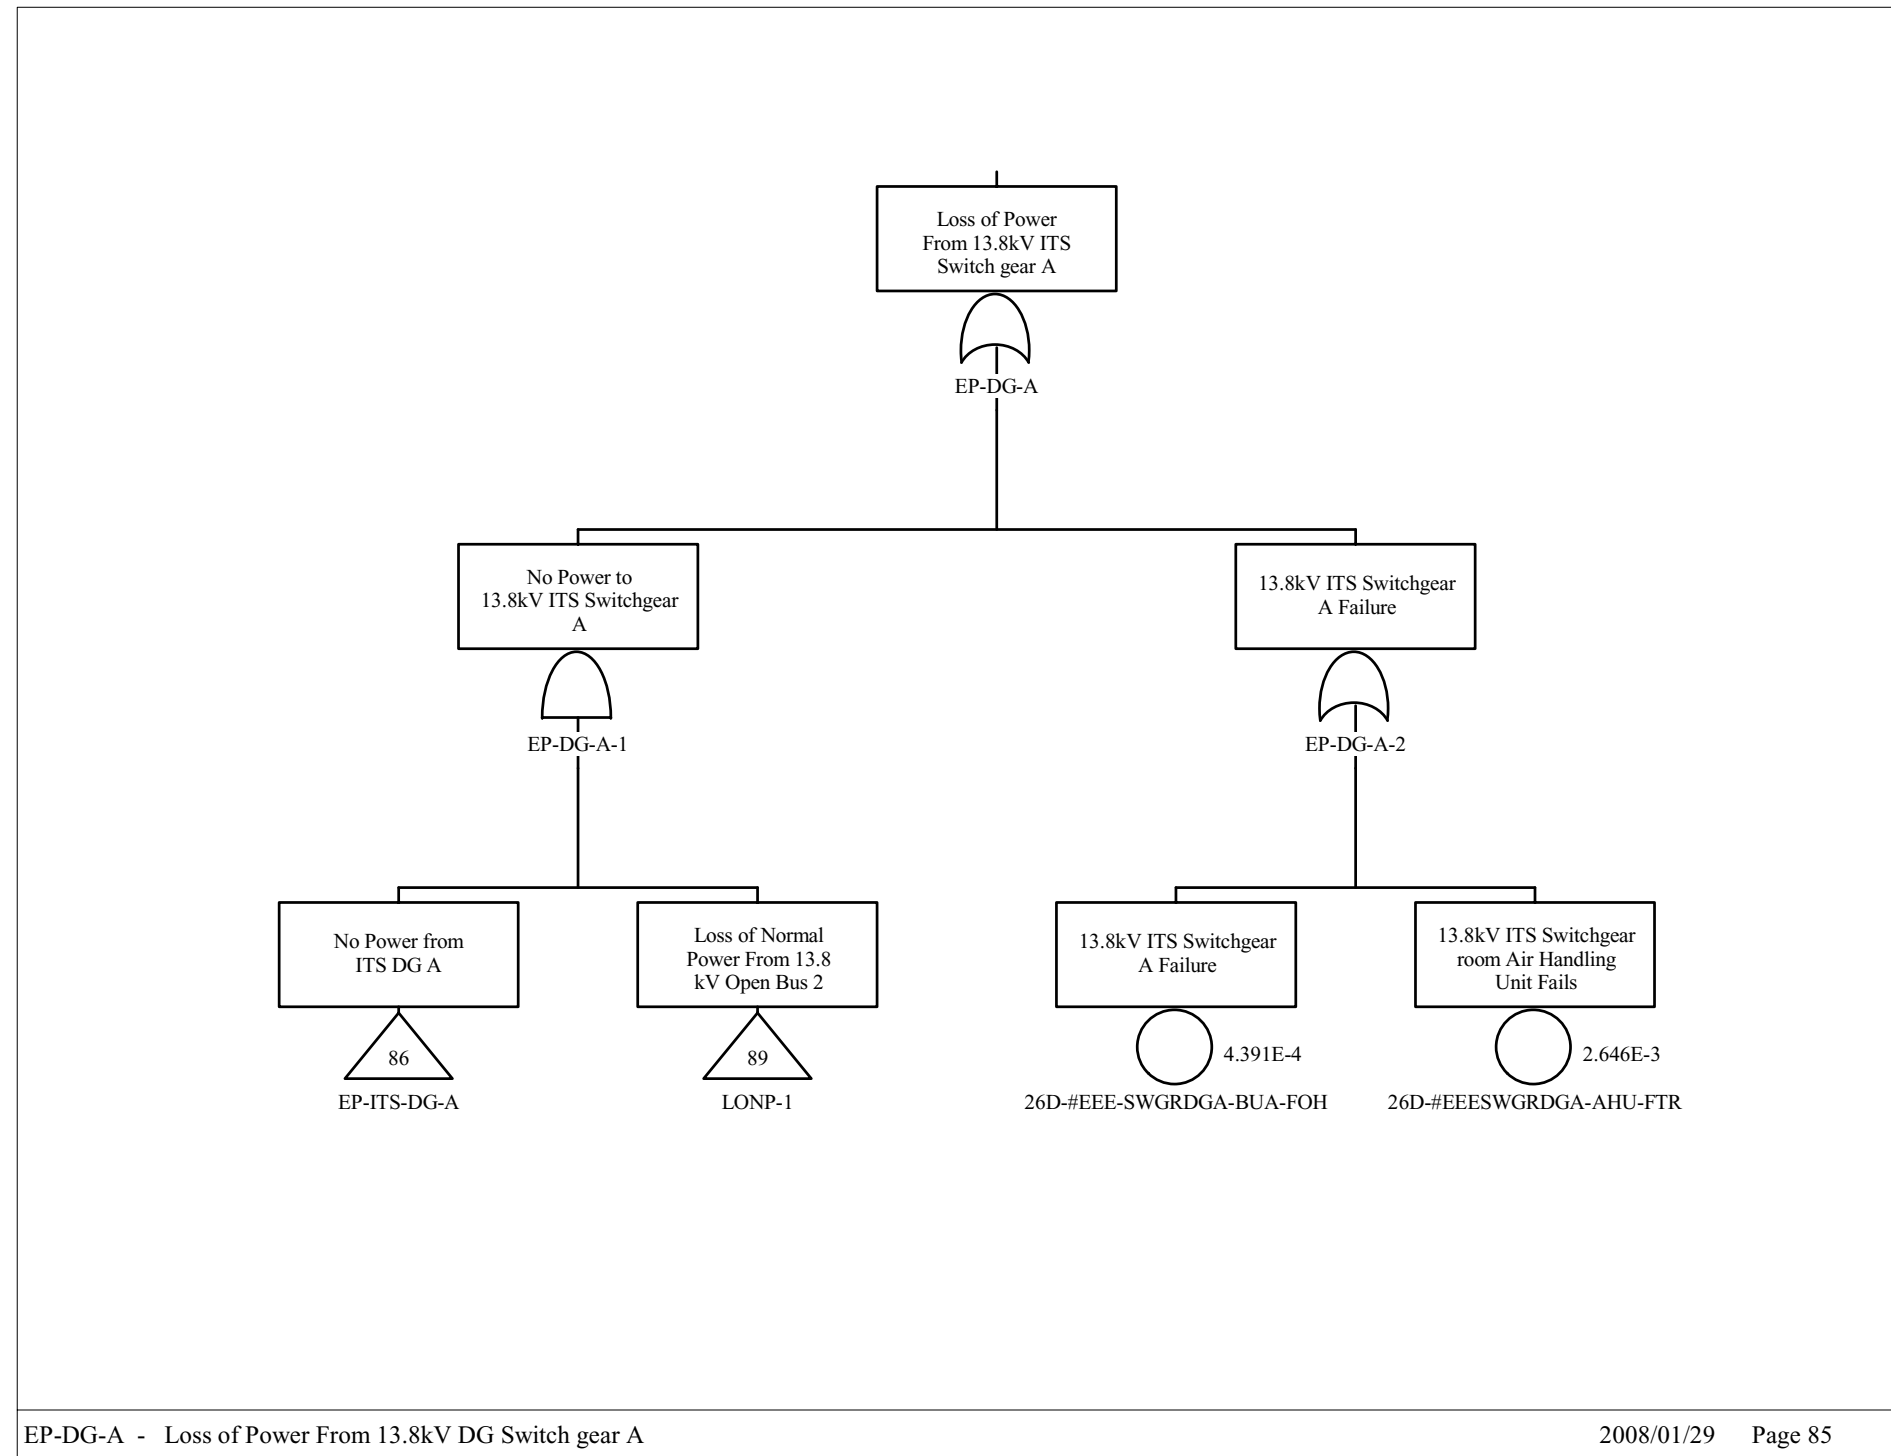 Loss of Power
From 13.8kV ITS
Switch gear A
EP-DG-A
No Power to
13.8kV ITS Switchgear
A
EP-DG-A-1
13.8kV ITS Switchgear
A Failure
EP-DG-A-2
No Power from
ITS DG A
86
EP-ITS-DG-A
Loss of Normal
Power From 13.8
kV Open Bus 2
89
LONP-1
13.8kV ITS Switchgear
A Failure
4.391E-4
26D-#EEE-SWGRDGA-BUA-FOH
13.8kV ITS Switchgear
room Air Handling
Unit Fails
2.646E-3
26D-#EEESWGRDGA-AHU-FTR
EP-DG-A - Loss of Power From 13.8kV DG Switch gear A
2008/01/29 Page 85